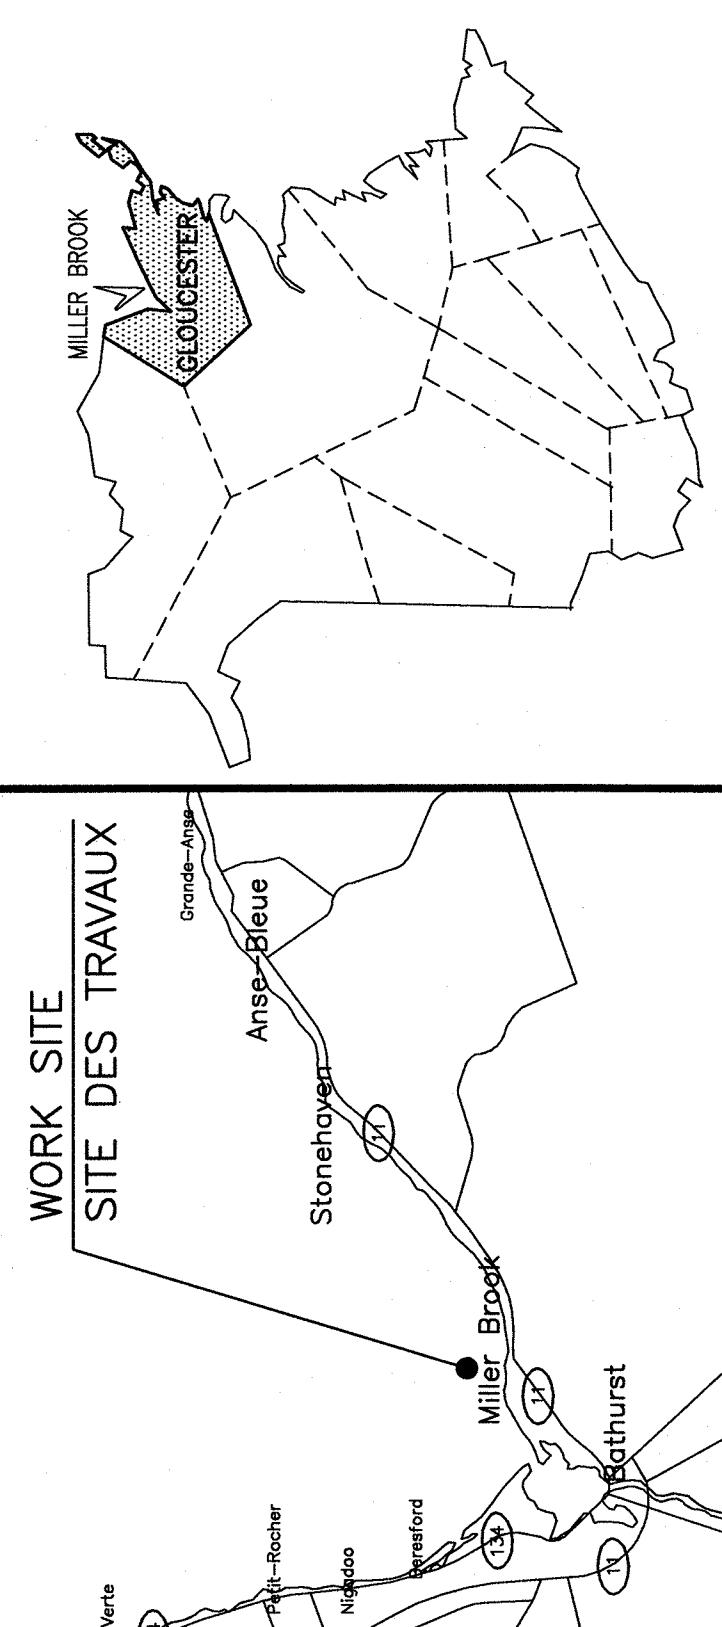 MILLER BROOK
GLOUCESTER
WORK SITE
SITE DES TRAVAUX
Grande-Anse
Anse-Bleue
Stonehaven
11
Miller Brook
11
Bathurst
134
Beresford
11
Nigadoo
Petit-Rocher
Verte